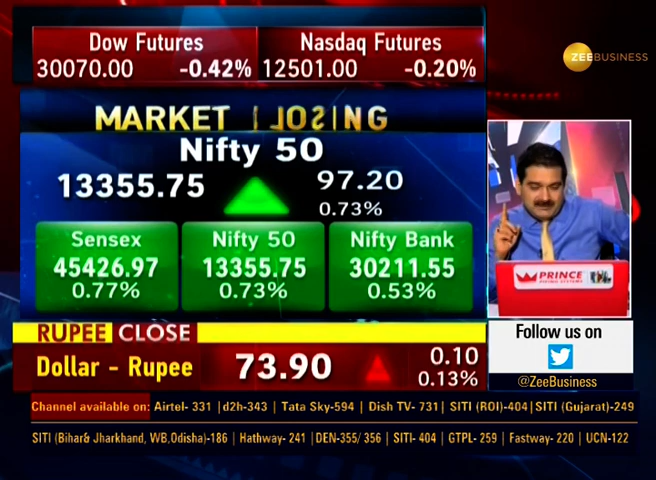 Dow Futures
30070.00 -0.42%
Nasdaq Futures
12501.00 -0.20%
ZEEBUSINESS
MARKET
Nifty 50
13355.75 97.20
0.73%
Sensex
45426.97
0.77%
Nifty 50
13355.75
0.73%
Nifty Bank
30211.55
0.53%
PRINCE
PIPING SYSTEMS
RUPEE CLOSE
Dollar - Rupee 73.90 0.10
0.13%
Follow us on
@ZeeBusiness
Channel available on: Airtel- 331 | d2h-343 | Tata Sky-594 | Dish TV- 731| SITI (ROI)-404|SITI (Gujarat)-249
SITI (Bihar& Jharkhand, WB,Odisha)-186 | Hathway- 241 |DEN-355/ 356 | SITI- 404 | GTPL- 259 | Fastway- 220 | UCN-122